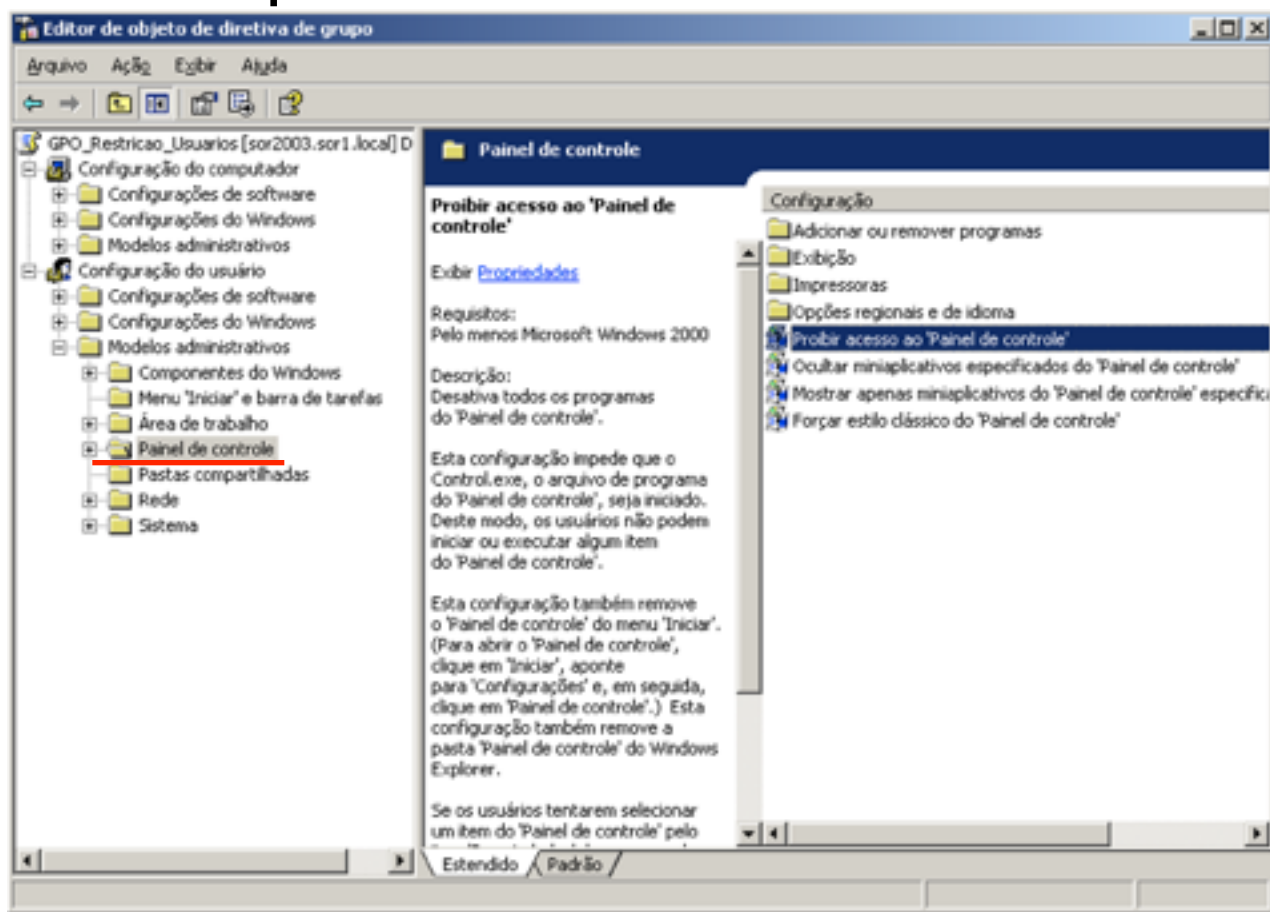 Editor de objeto de diretiva de grupo
Arquivo Ação Exibir Ajuda
GPO_Restricao_Usuarios [sor2003.sor1.local] D
Configuração do computador
Configurações de software
Configurações do Windows
Modelos administrativos
Configuração do usuário
Configurações de software
Configurações do Windows
Modelos administrativos
Componentes do Windows
Menu 'Iniciar' e barra de tarefas
Área de trabalho
Painel de controle
Pastas compartilhadas
Rede
Sistema
Painel de controle
Proibir acesso ao 'Painel de
controle'
Exibir Propriedades
Requisitos:
Pelo menos Microsoft Windows 2000
Descrição:
Desativa todos os programas
do 'Painel de controle'.
Esta configuração impede que o
Control.exe, o arquivo de programa
do 'Painel de controle', seja iniciado.
Deste modo, os usuários não podem
iniciar ou executar algum item
do 'Painel de controle'.
Esta configuração também remove
o 'Painel de controle' do menu 'Iniciar'.
(Para abrir o 'Painel de controle',
clique em 'Iniciar', aponte
para 'Configurações' e, em seguida,
clique em 'Painel de controle'.) Esta
configuração também remove a
pasta 'Painel de controle' do Windows
Explorer.
Se os usuários tentarem selecionar
um item do 'Painel de controle' pelo
Configuração
Adicionar ou remover programas
Exibição
Impressoras
Opções regionais e de idioma
Proibir acesso ao 'Painel de controle'
Ocultar miniaplicativos especificados do 'Painel de controle'
Mostrar apenas miniaplicativos do 'Painel de controle' especific
Forçar estilo clássico do 'Painel de controle'
Estendido Padrão